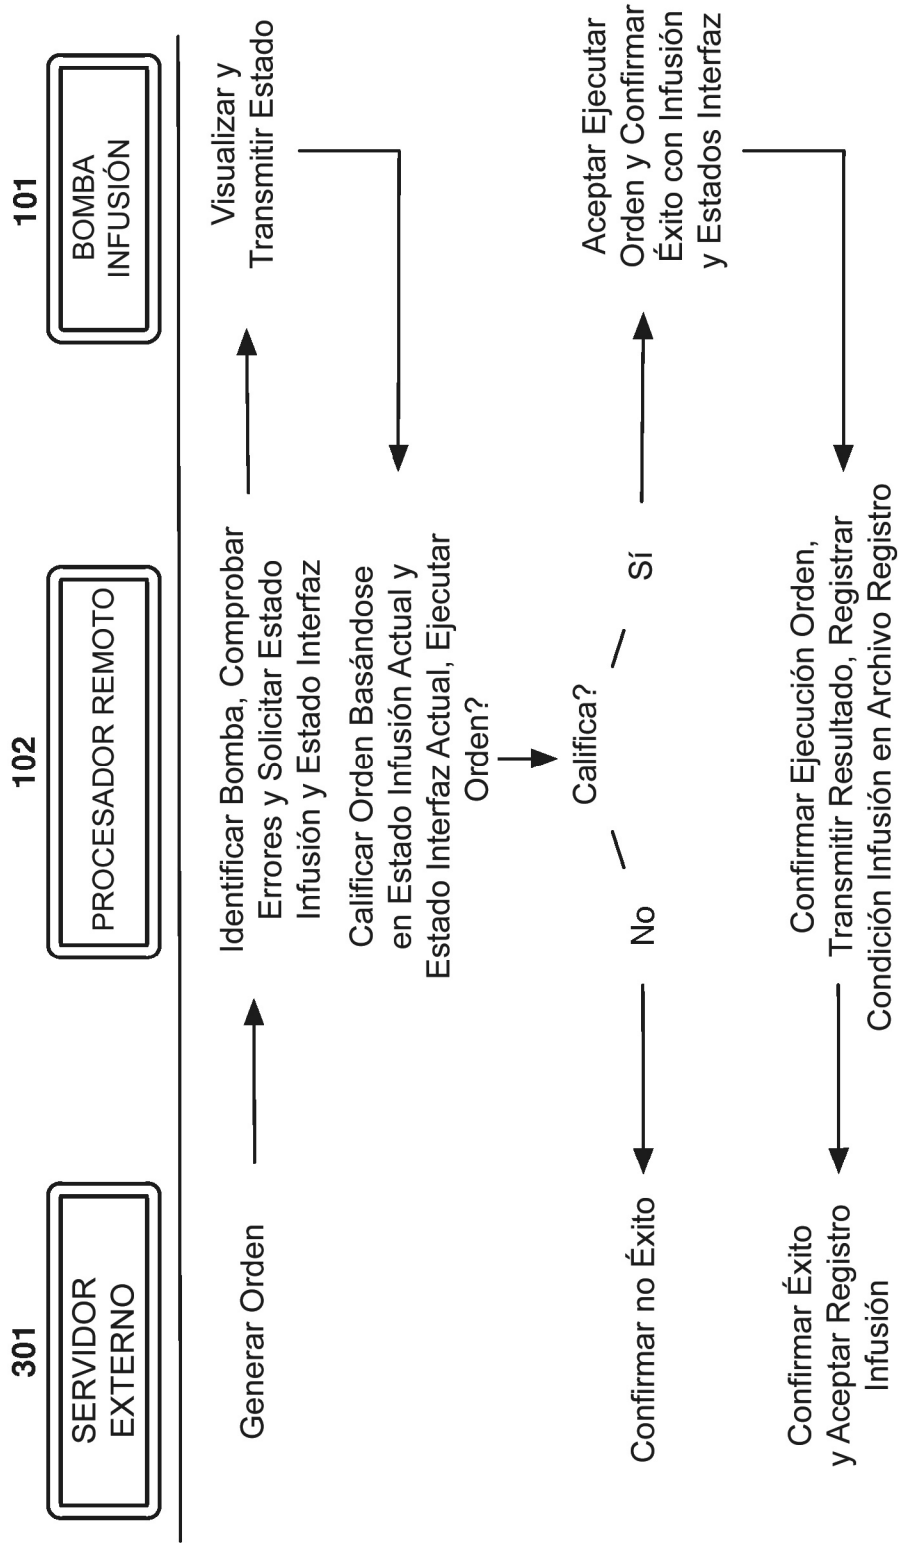 301
SERVIDOR
EXTERNO
102
PROCESADOR REMOTO
101
BOMBA
INFUSIÓN
Generar Orden
Identificar Bomba, Comprobar
Errores y Solicitar Estado
Infusión y Estado Interfaz
Visualizar y
Transmitir Estado
Calificar Orden Basándose
en Estado Infusión Actual y
Estado Interfaz Actual, Ejecutar
Orden?
Califica?
No
Sí
Confirmar no Éxito
Aceptar Ejecutar
Orden y Confirmar
Éxito con Infusión
y Estados Interfaz
Confirmar Ejecución Orden,
Transmitir Resultado, Registrar
Condición Infusión en Archivo Registro
Confirmar Éxito
y Aceptar Registro
Infusión